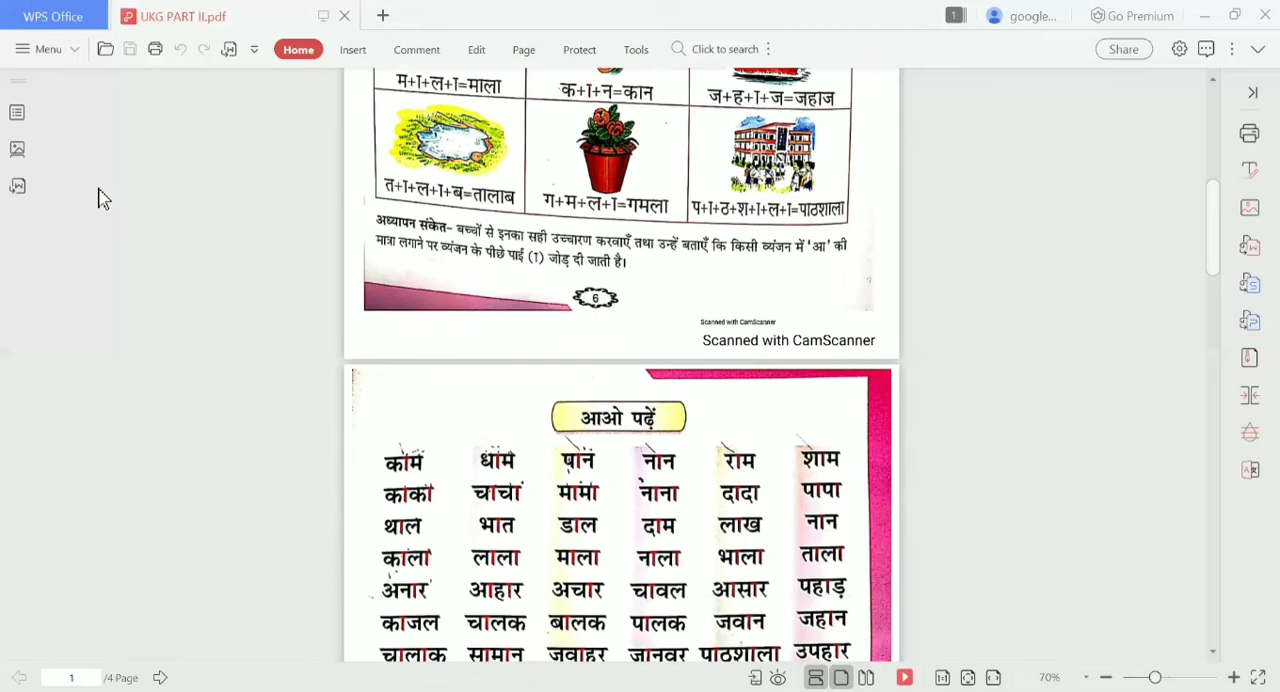 WPS Office
UKG PART II.pdf
1
google...
Go Premium
Menu
Home
Insert
Comment
Edit
Page
Protect
Tools
Click to search
Share
म+ा+ल+ा=माला
क+ा+न=कान
ज+ह+ा+ज=जहाज
त+ा+ल+ा+ब=तालाब
ग+म+ल+ा=गमला
प+ा+ठ+श+ा+ल+ा=पाठशाला
अध्यापन संकेत- बच्चों से इनका सही उच्चारण करवाएँ तथा उन्हें बताएँ कि किसी व्यंजन में 'आ' की
मात्रा लगाने पर व्यंजन के पीछे पाई (ा) जोड़ दी जाती है।
6
Scanned with CamScanner
Scanned with CamScanner
आओ पढ़ें
काम धाम पान नान राम शाम
काका चाचा मामा नाना दादा पापा
थाल भात डाल दाम लाख नान
काला लाला माला नाला भाला ताला
अनार आहार अचार चावल आसार पहाड़
काजल चालक बालक पालक जवान जहान
चालाक सामान जवाहर जानवर पाठशाला उपहार
1
/4 Page
1:1
70%